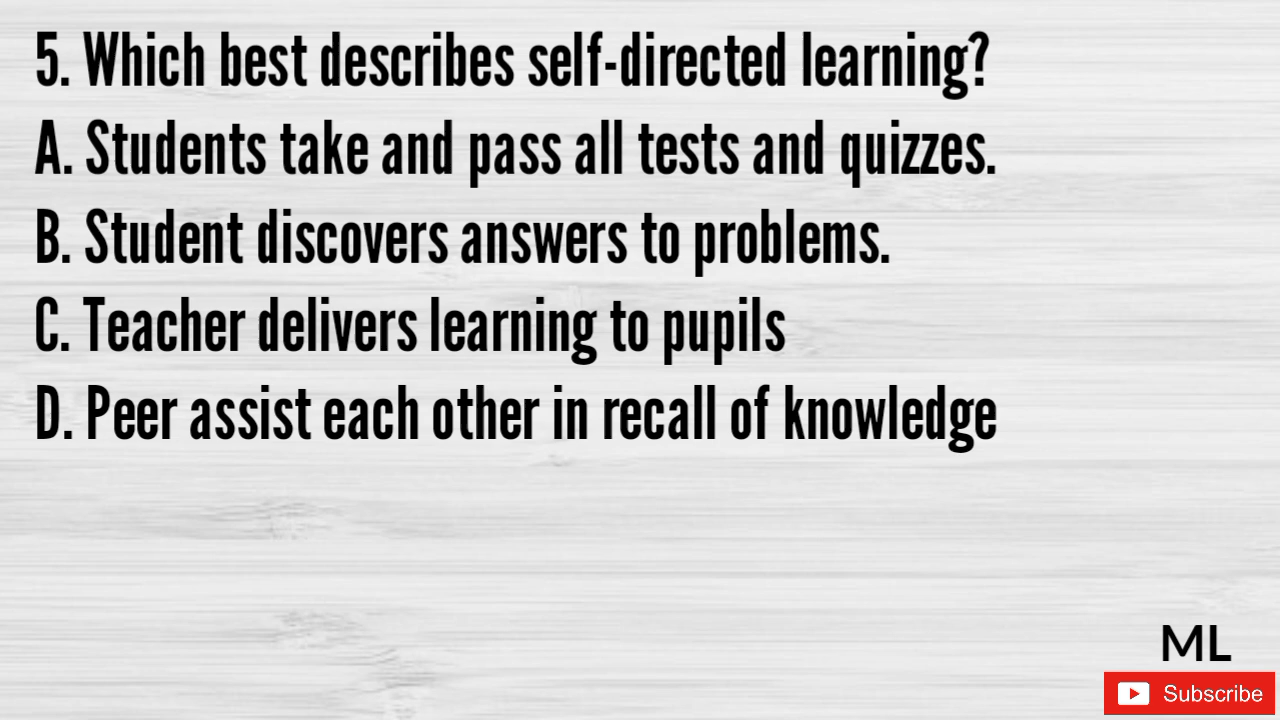 5. Which best describes self-directed learning?
A. Students take and pass all tests and quizzes.
B. Student discovers answers to problems.
C. Teacher delivers learning to pupils
D. Peer assist each other in recall of knowledge
ML
Subscribe